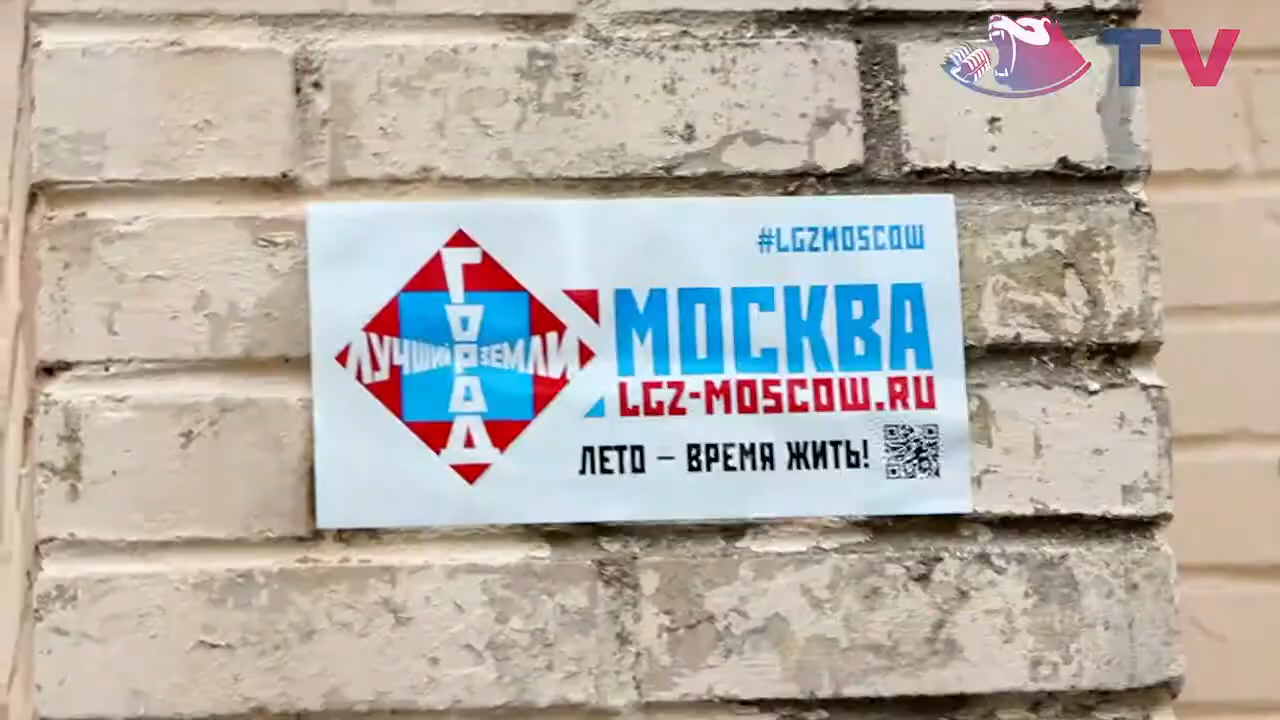 TV
#LGZMOSCOW
ЛУЧШИЙ ГОРОД ЗЕМЛИ
МОСКВА
LGZ-MOSCOW.RU
ЛЕТО – ВРЕМЯ ЖИТЬ!